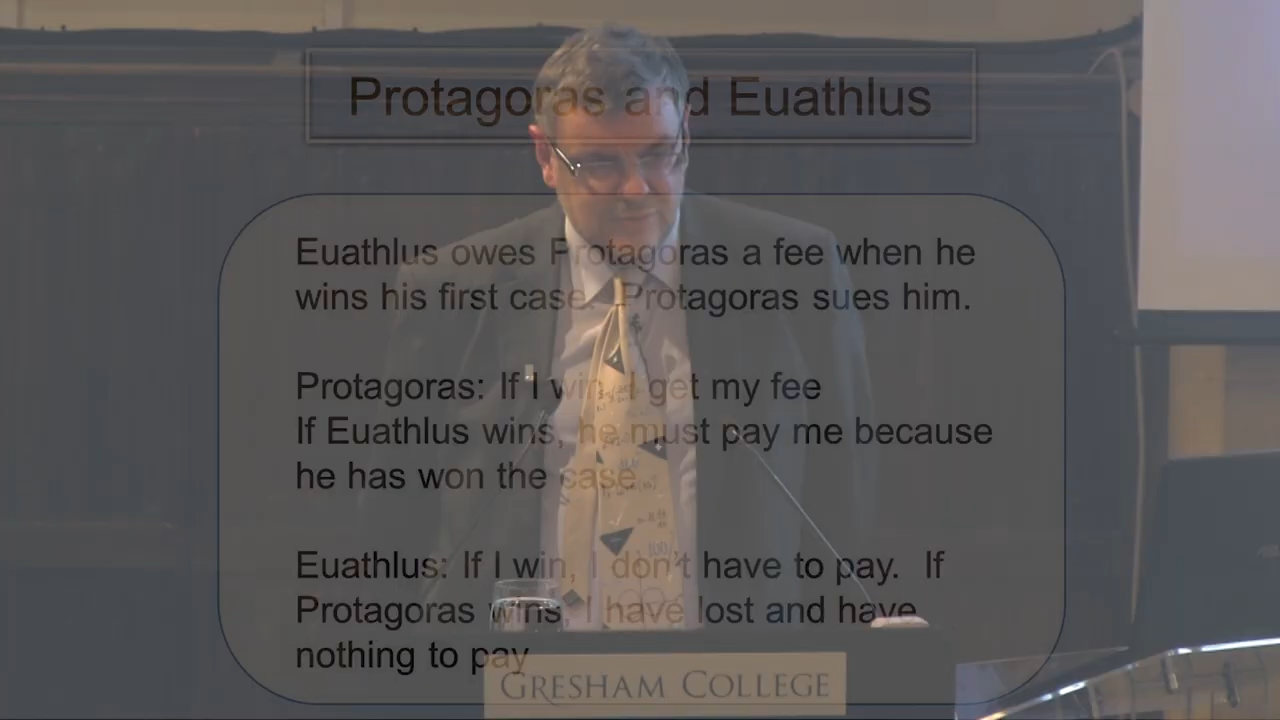 Protagoras and Euathlus
Euathlus owes Protagoras a fee when he
wins his first case. Protagoras sues him.
Protagoras: If I win, I get my fee
If Euathlus wins, he must pay me because
he has won the case
Euathlus: If I win, I don't have to pay. If
Protagoras wins, I have lost and have
nothing to pay
GRESHAM COLLEGE